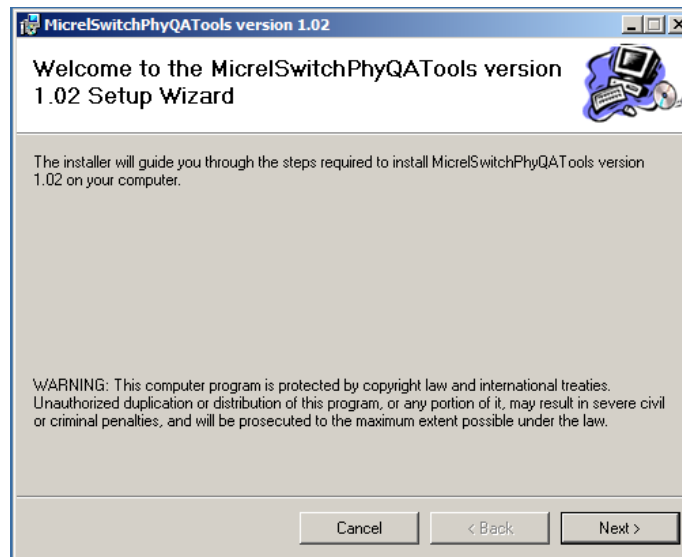 MicrelSwitchPhyQATools version 1.02
Welcome to the MicrelSwitchPhyQATools version
1.02 Setup Wizard
The installer will guide you through the steps required to install MicrelSwitchPhyQATools version
1.02 on your computer.
WARNING: This computer program is protected by copyright law and international treaties.
Unauthorized duplication or distribution of this program, or any portion of it, may result in severe civil
or criminal penalties, and will be prosecuted to the maximum extent possible under the law.
Cancel < Back Next >